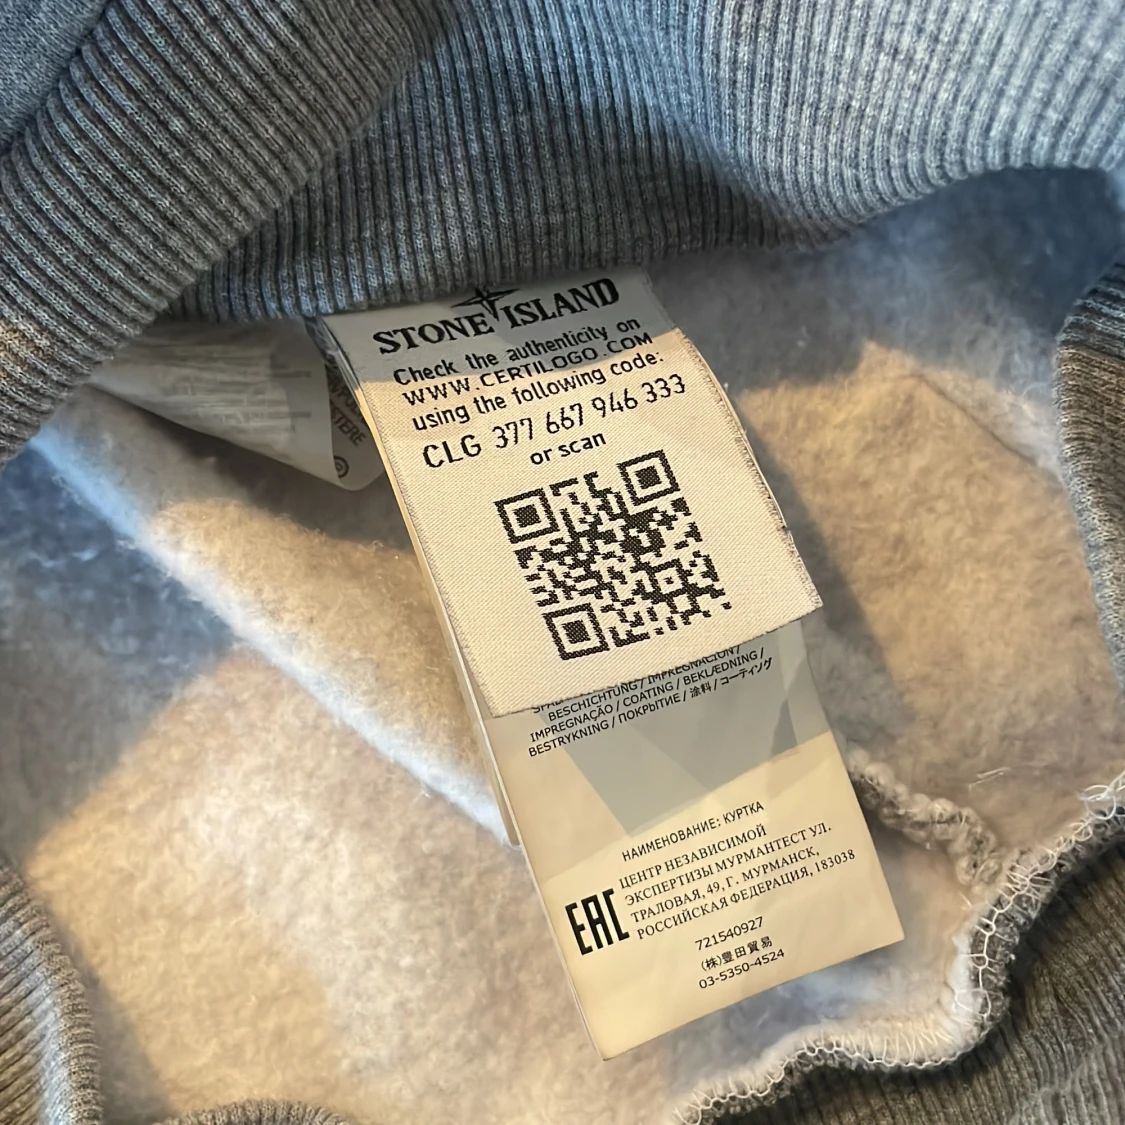 STONE ISLAND
Check the authenticity on
WWW.CERTILOGO.COM
using the following code:
CLG 377 667 946 333
or scan
BESCHICHTUNG / IMPREGNACIÓN /
IMPREGNAÇÃO / COATING / BEKLÆDNING /
BESTRYKNING / ПОКРЫТИЕ / 塗料 / コーティング
НАИМЕНОВАНИЕ: КУРТКА
ЦЕНТР НЕЗАВИСИМОЙ
ЭКСПЕРТИЗЫ МУРМАНТЕСТ УЛ.
ТРАЛОВАЯ, 49, Г. МУРМАНСК,
РОССИЙСКАЯ ФЕДЕРАЦИЯ, 183038
EAC
721540927
(株)豊田貿易
03-5350-4524